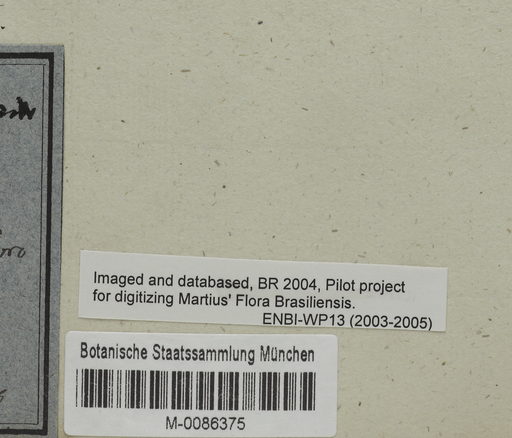 Imaged and databased, BR 2004, Pilot project
for digitizing Martius' Flora Brasiliensis.
ENBI-WP13 (2003-2005)
Botanische Staatssammlung München
M-0086375